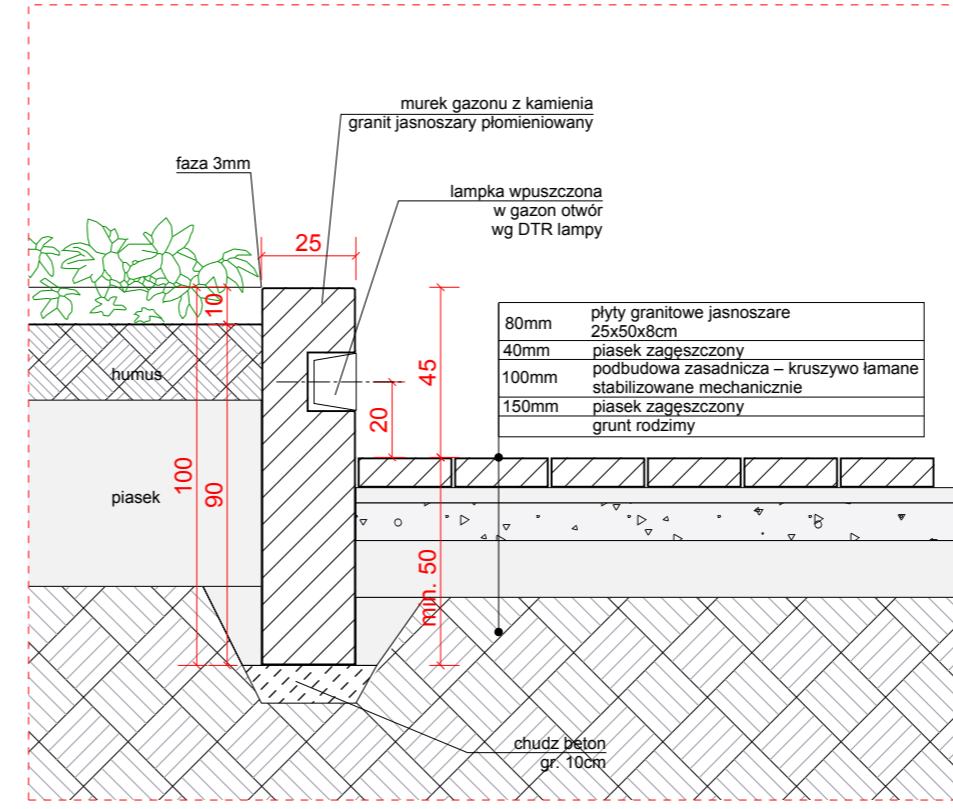 murek gazonu z kamienia
granit jasnoszary płomieniowany
faza 3mm
lampka wpuszczona
w gazon otwór
wg DTR lampy
25
10
45
80mm płyty granitowe jasnoszare
25x50x8cm
40mm piasek zagęszczony
100mm podbudowa zasadnicza – kruszywo łamane
stabilizowane mechanicznie
150mm piasek zagęszczony
grunt rodzimy
humus
20
piasek
100
90
min. 50
chudz beton
gr. 10cm